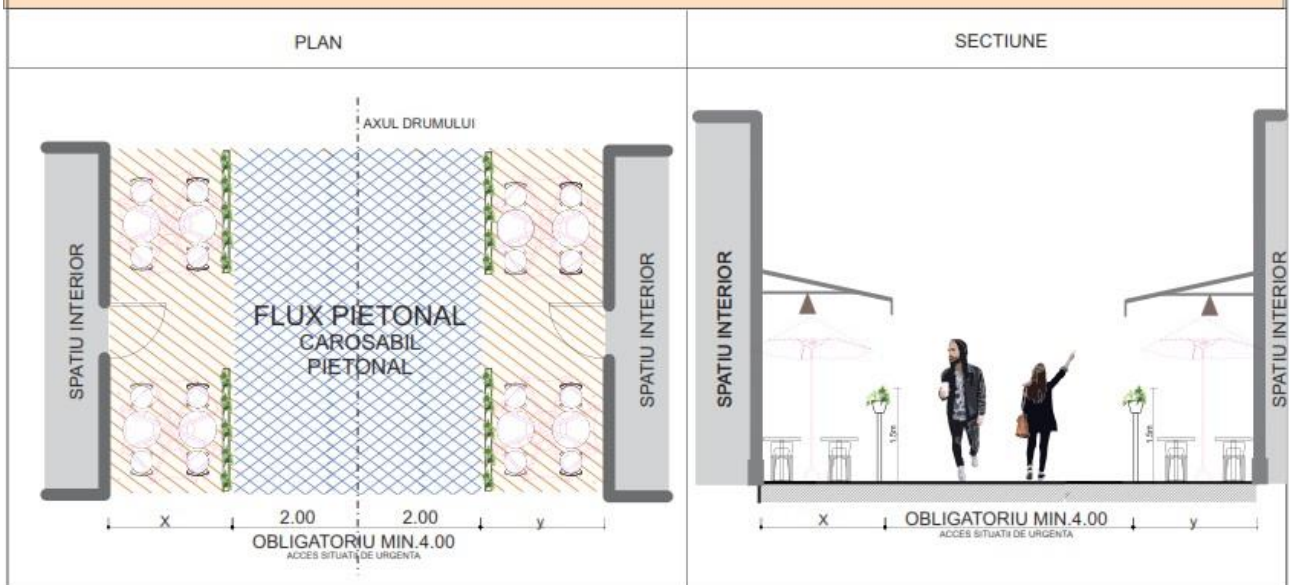 PLAN
SECTIUNE
AXUL DRUMULUI
SPATIU INTERIOR
FLUX PIETONAL
CAROSABIL
PIETONAL
SPATIU INTERIOR
X
2.00
2.00
y
OBLIGATORIU MIN.4.00
ACCES SITUATII DE URGENTA
SPATIU INTERIOR
1.5m
1.5m
SPATIU INTERIOR
X
OBLIGATORIU MIN.4.00
ACCES SITUATII DE URGENTA
y